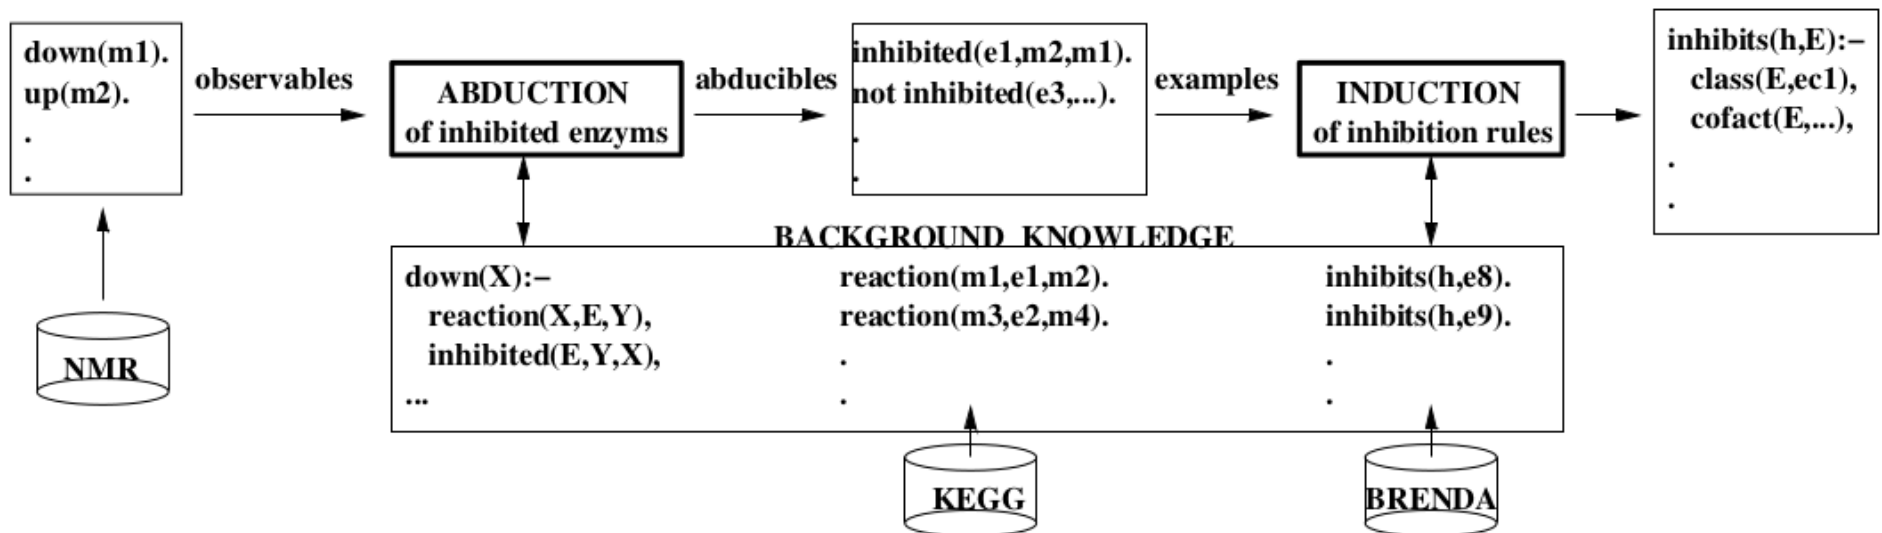 down(m1).
up(m2).
.
.
observables
ABDUCTION
of inhibited enzyms
abducibles
inhibited(e1,m2,m1).
not inhibited(e3,...).
.
.
examples
INDUCTION
of inhibition rules
inhibits(h,E):–
class(E,ec1),
cofact(E,...),
.
.
BACKGROUND KNOWLEDGE
down(X):–
reaction(X,E,Y),
inhibited(E,Y,X),
...
reaction(m1,e1,m2).
reaction(m3,e2,m4).
.
.
inhibits(h,e8).
inhibits(h,e9).
.
.
NMR
KEGG
BRENDA